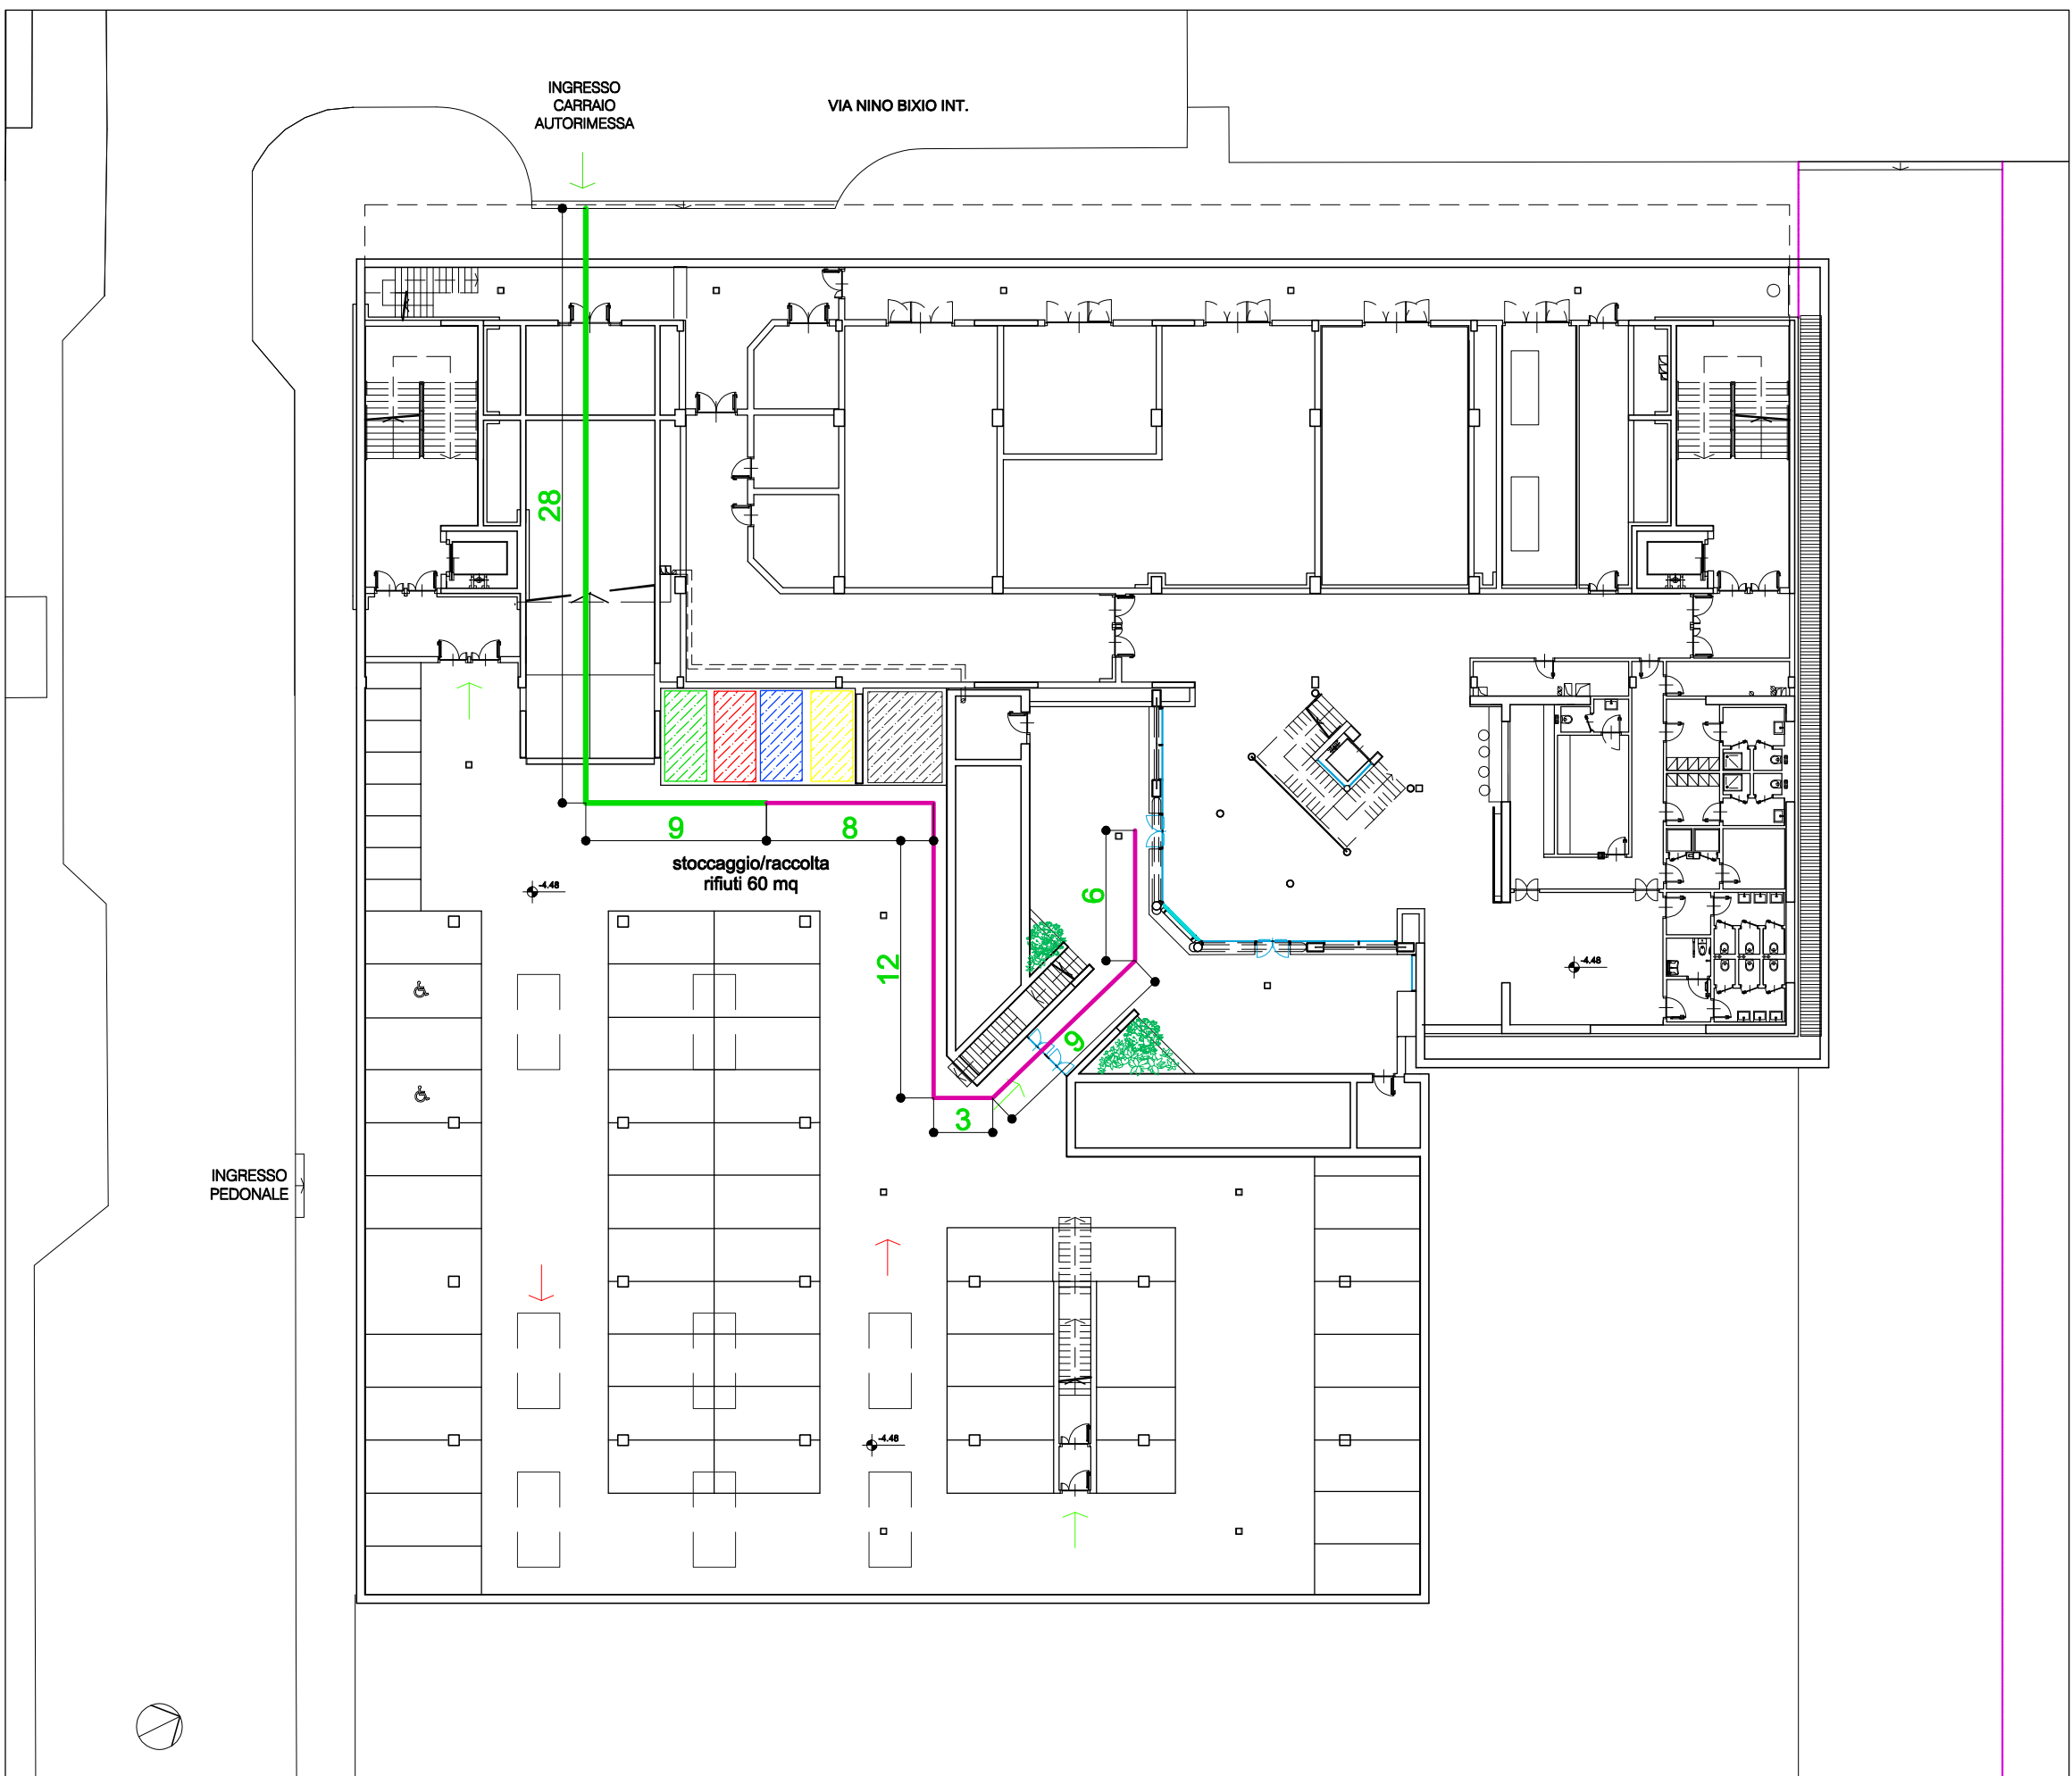 INGRESSO
CARRAIO
AUTORIMESSA
VIA NINO BIXIO INT.
28
9
8
stoccaggio/raccolta
rifiuti 60 mq
-4.48
6
12
9
3
-4.48
INGRESSO
PEDONALE
-4.48